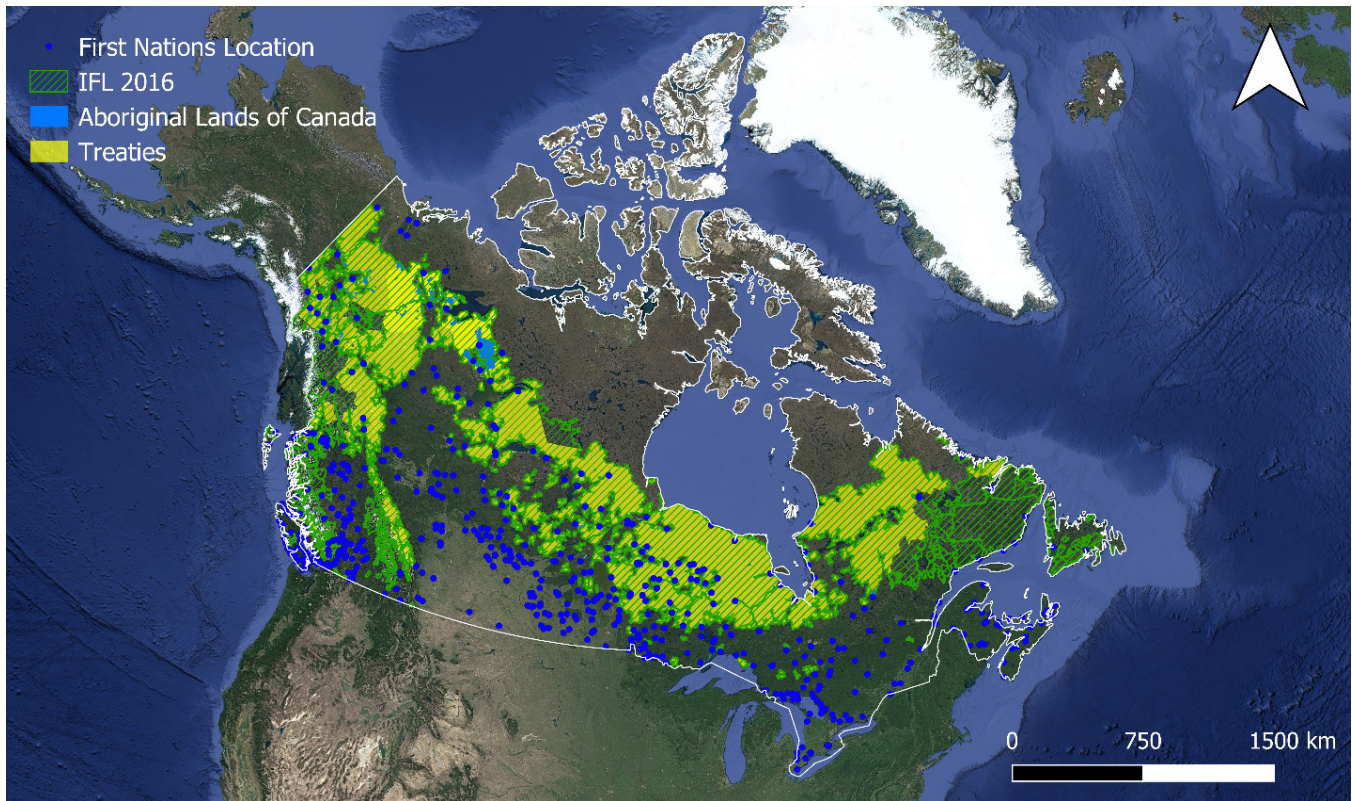 First Nations Location
IFL 2016
Aboriginal Lands of Canada
Treaties
0 750 1500 km